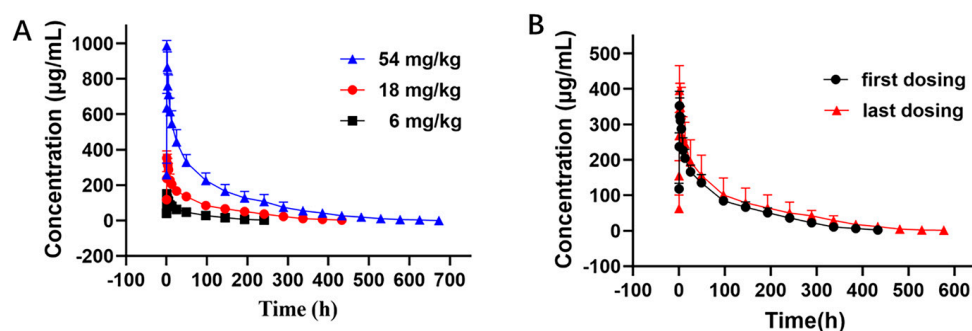 A
Concentration (μg/mL)
1000
800
600
400
200
0
-200
54 mg/kg
18 mg/kg
6 mg/kg
-100 0 100 200 300 400 500 600 700
Time (h)
B
Concentration (μg/mL)
500
400
300
200
100
0
-100
first dosing
last dosing
-100 0 100 200 300 400 500 600
Time(h)